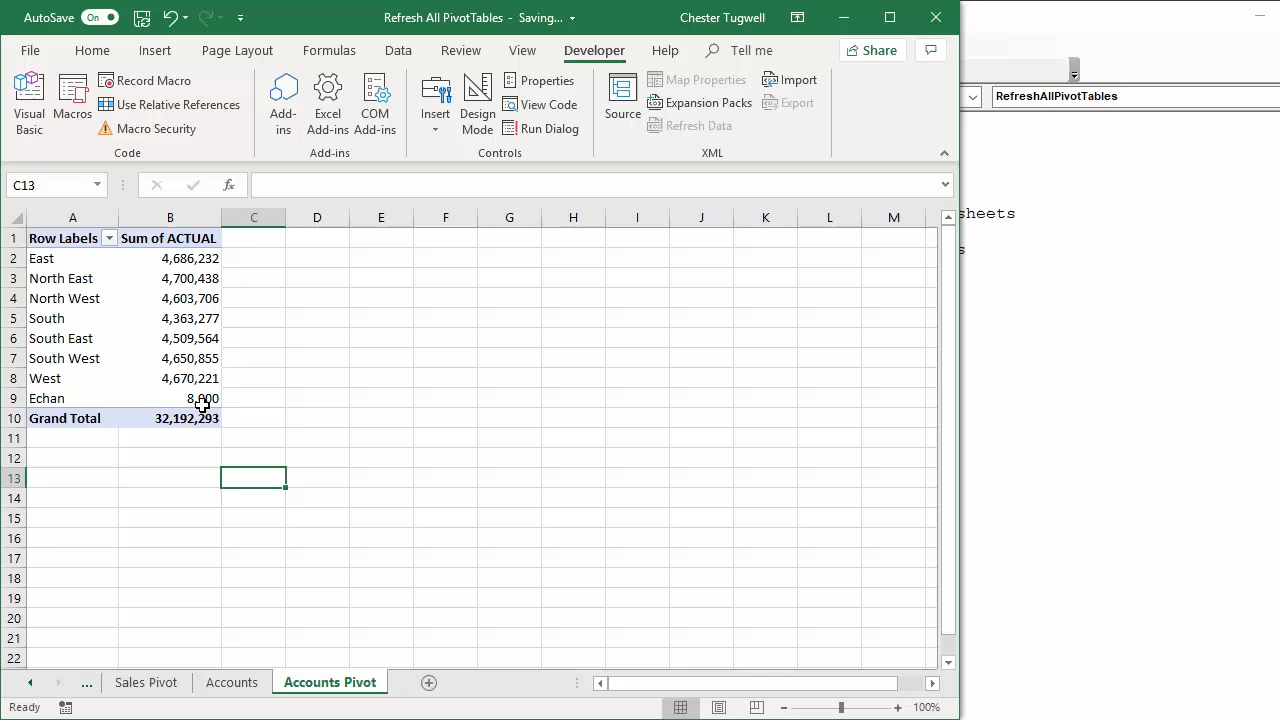 AutoSave On Refresh All PivotTables - Saving... Chester Tugwell
File Home Insert Page Layout Formulas Data Review View Developer Help Tell me Share
Visual Basic
Macros
Record Macro
Use Relative References
Macro Security
Code
Add-ins
Excel Add-ins
COM Add-ins
Add-ins
Insert
Design Mode
Properties
View Code
Run Dialog
Controls
Source
Map Properties
Expansion Packs
Refresh Data
Import
Export
XML
RefreshAllPivotTables
C13 fx
sheets
s
A B C D E F G H I J K L M
1 Row Labels Sum of ACTUAL
2 East 4,686,232
3 North East 4,700,438
4 North West 4,603,706
5 South 4,363,277
6 South East 4,509,564
7 South West 4,650,855
8 West 4,670,221
9 Echan 8,000
10 Grand Total 32,192,293
11
12
13
14
15
16
17
18
19
20
21
22
... Sales Pivot Accounts Accounts Pivot
Ready 100%